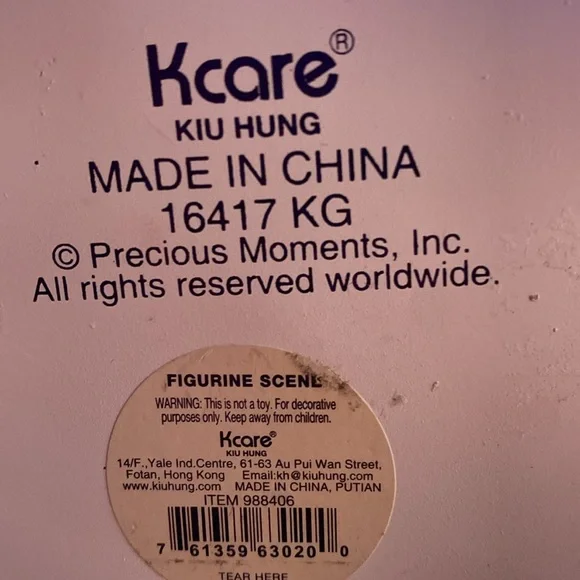 Kcare®
KIU HUNG
MADE IN CHINA
16417 KG
© Precious Moments, Inc.
All rights reserved worldwide.
FIGURINE SCENE
WARNING: This is not a toy. For decorative
purposes only. Keep away from children.
Kcare®
KIU HUNG
14/F.,Yale Ind.Centre, 61-63 Au Pui Wan Street,
Fotan, Hong Kong Email:kh@kiuhung.com
www.kiuhung.com MADE IN CHINA, PUTIAN
ITEM 988406
7 61359 63020 0
TEAR HERE